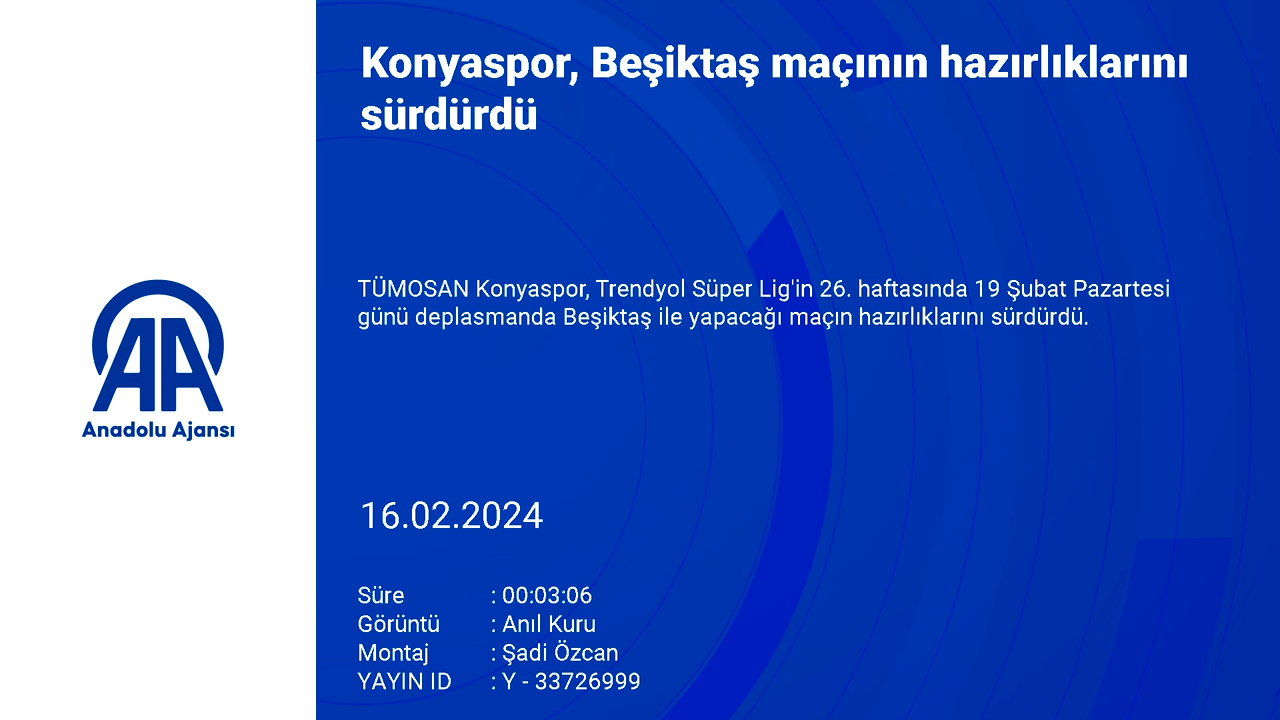 Konyaspor, Beşiktaş maçının hazırlıklarını
sürdürdü
TÜMOSAN Konyaspor, Trendyol Süper Lig'in 26. haftasında 19 Şubat Pazartesi
günü deplasmanda Beşiktaş ile yapacağı maçın hazırlıklarını sürdürdü.
AA
Anadolu Ajansı
16.02.2024
Süre : 00:03:06
Görüntü : Anıl Kuru
Montaj : Şadi Özcan
YAYIN ID : Y - 33726999